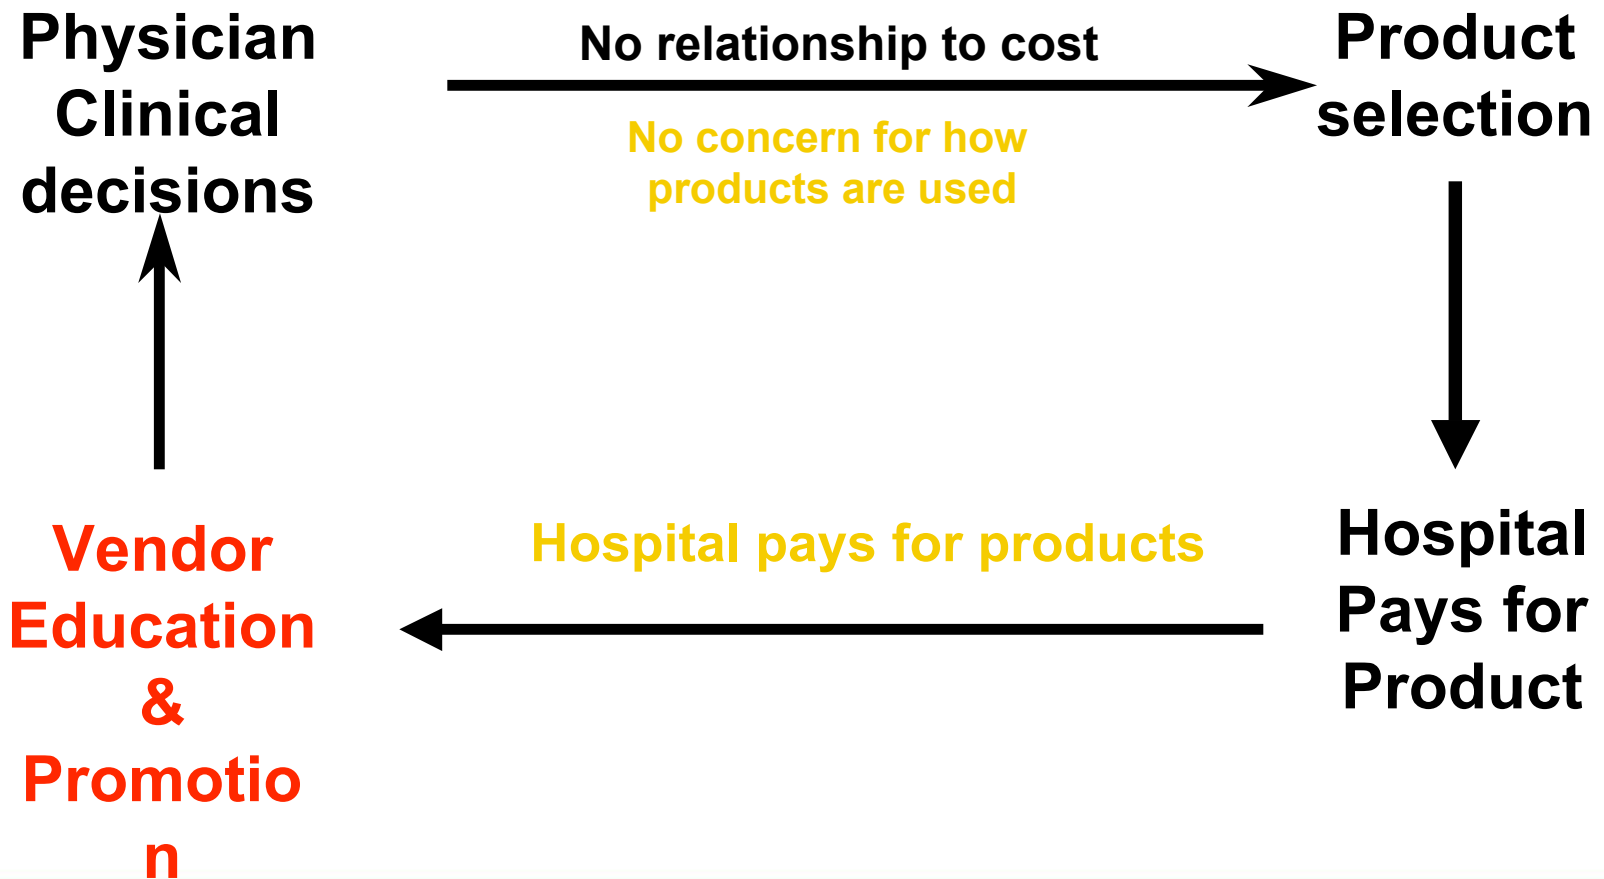 Physician
Clinical
decisions
No relationship to cost
No concern for how
products are used
Product
selection
Vendor
Education
&
Promotio
n
Hospital pays for products
Hospital
Pays for
Product